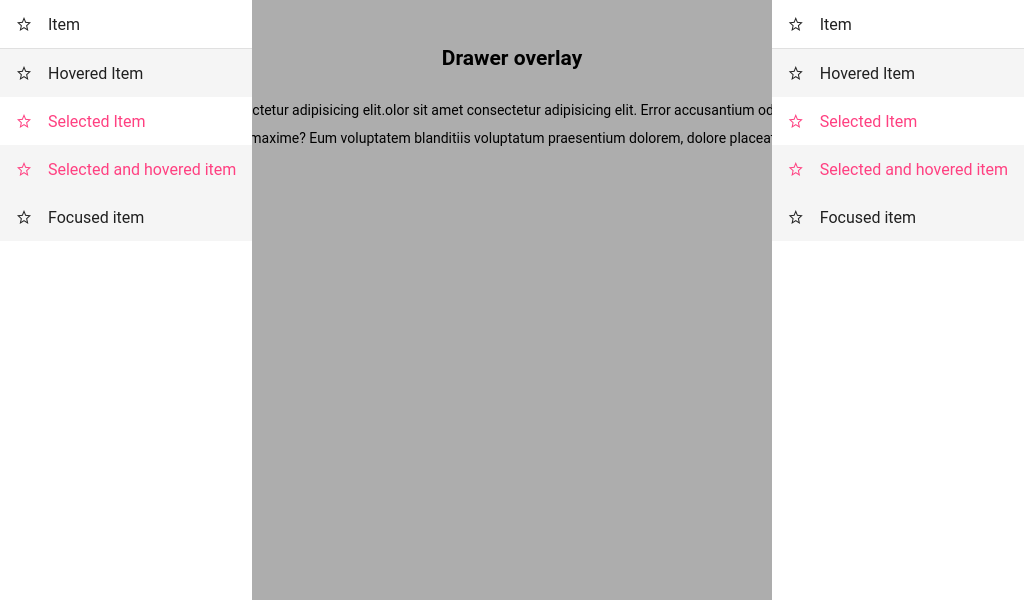 Item
Hovered Item
Selected Item
Selected and hovered item
Focused item
Drawer overlay
ctetur adipisicing elit.olor sit amet consectetur adipisicing elit. Error accusantium
maxime? Eum voluptatem blanditiis voluptatum praesentium dolorem, dolore placeat
Item
Hovered Item
Selected Item
Selected and hovered item
Focused item